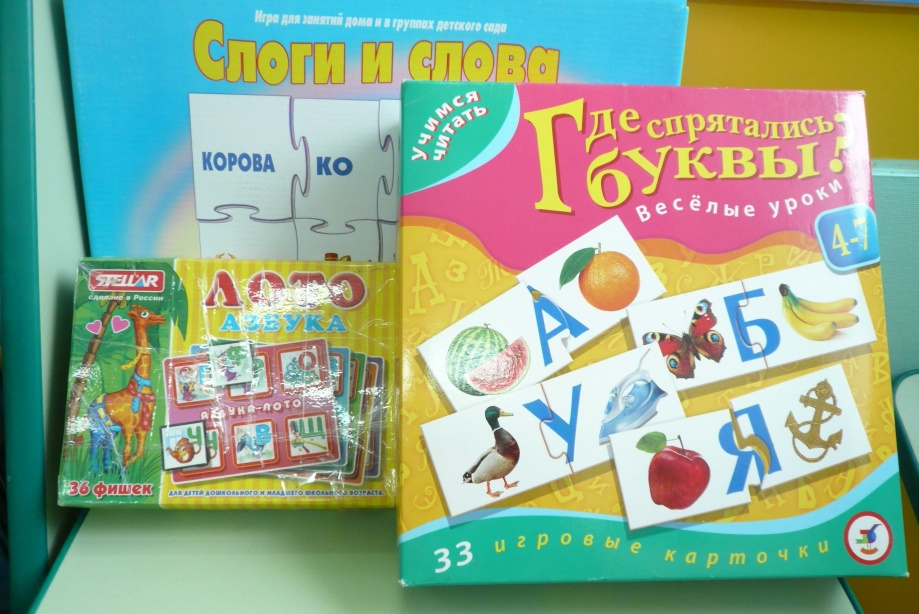 Игра для занятий дома и в группах детского сада
Слоги и слова
КОРОВА
КО
учимся
читать
Где спрятались
буквы?
Весёлые уроки
4-7
А
Б
У
Я
33 игровые карточки
STELLAR
сделано в России
ЛОТО
АЗБУКА
О
АЗБУКА-ЛОТО
Ч
В
Ш
36 фишек
ДЛЯ ДЕТЕЙ ДОШКОЛЬНОГО И МЛАДШЕГО ШКОЛЬНОГО ВОЗРАСТА